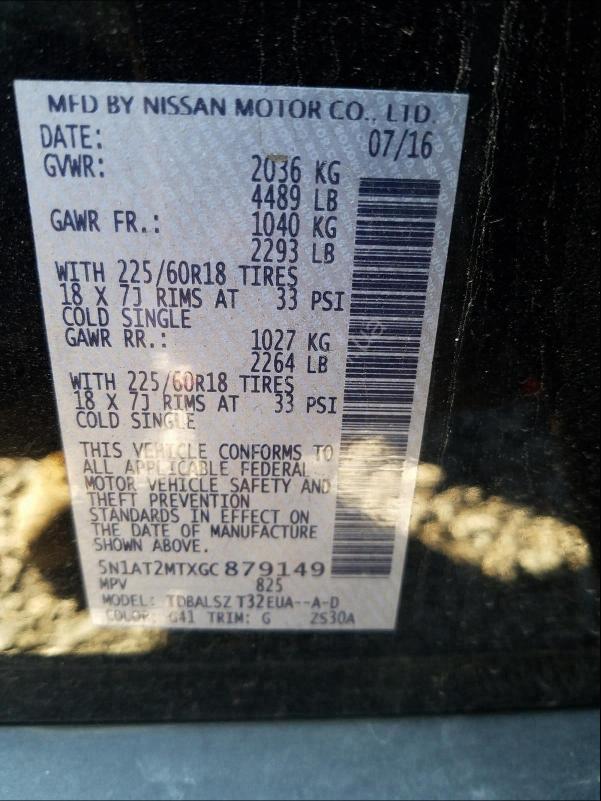 MFD BY NISSAN MOTOR CO., LTD.
DATE: 07/16
GVWR: 2036 KG
4489 LB
GAWR FR.: 1040 KG
2293 LB
WITH 225/60R18 TIRES
18 X 7J RIMS AT 33 PSI
COLD SINGLE
GAWR RR.: 1027 KG
2264 LB
WITH 225/60R18 TIRES
18 X 7J RIMS AT 33 PSI
COLD SINGLE
THIS VEHICLE CONFORMS TO
ALL APPLICABLE FEDERAL
MOTOR VEHICLE SAFETY AND
THEFT PREVENTION
STANDARDS IN EFFECT ON
THE DATE OF MANUFACTURE
SHOWN ABOVE.
5N1AT2MTXGC879149
MPV 825
MODEL: TDBALSZ T32EUA--A-D
COLOR: G41 TRIM: G ZS30A